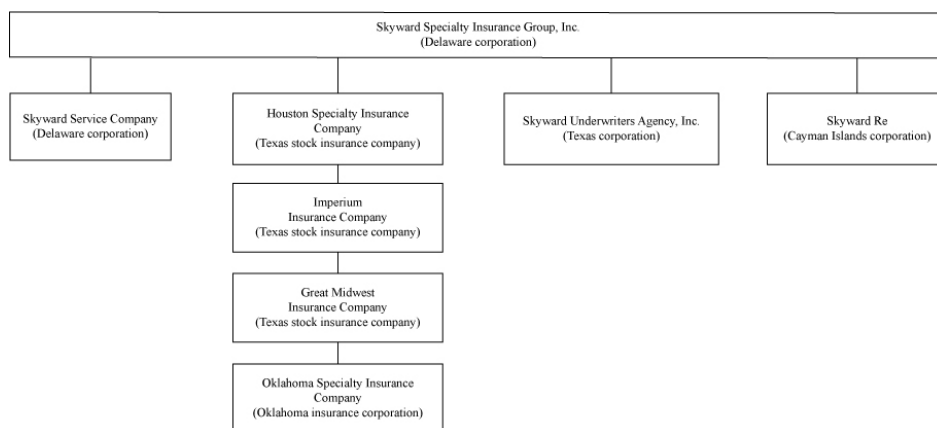 Skyward Specialty Insurance Group, Inc.
(Delaware corporation)
Skyward Service Company
(Delaware corporation)
Houston Specialty Insurance
Company
(Texas stock insurance company)
Skyward Underwriters Agency, Inc.
(Texas corporation)
Skyward Re
(Cayman Islands corporation)
Imperium
Insurance Company
(Texas stock insurance company)
Great Midwest
Insurance Company
(Texas stock insurance company)
Oklahoma Specialty Insurance
Company
(Oklahoma insurance corporation)